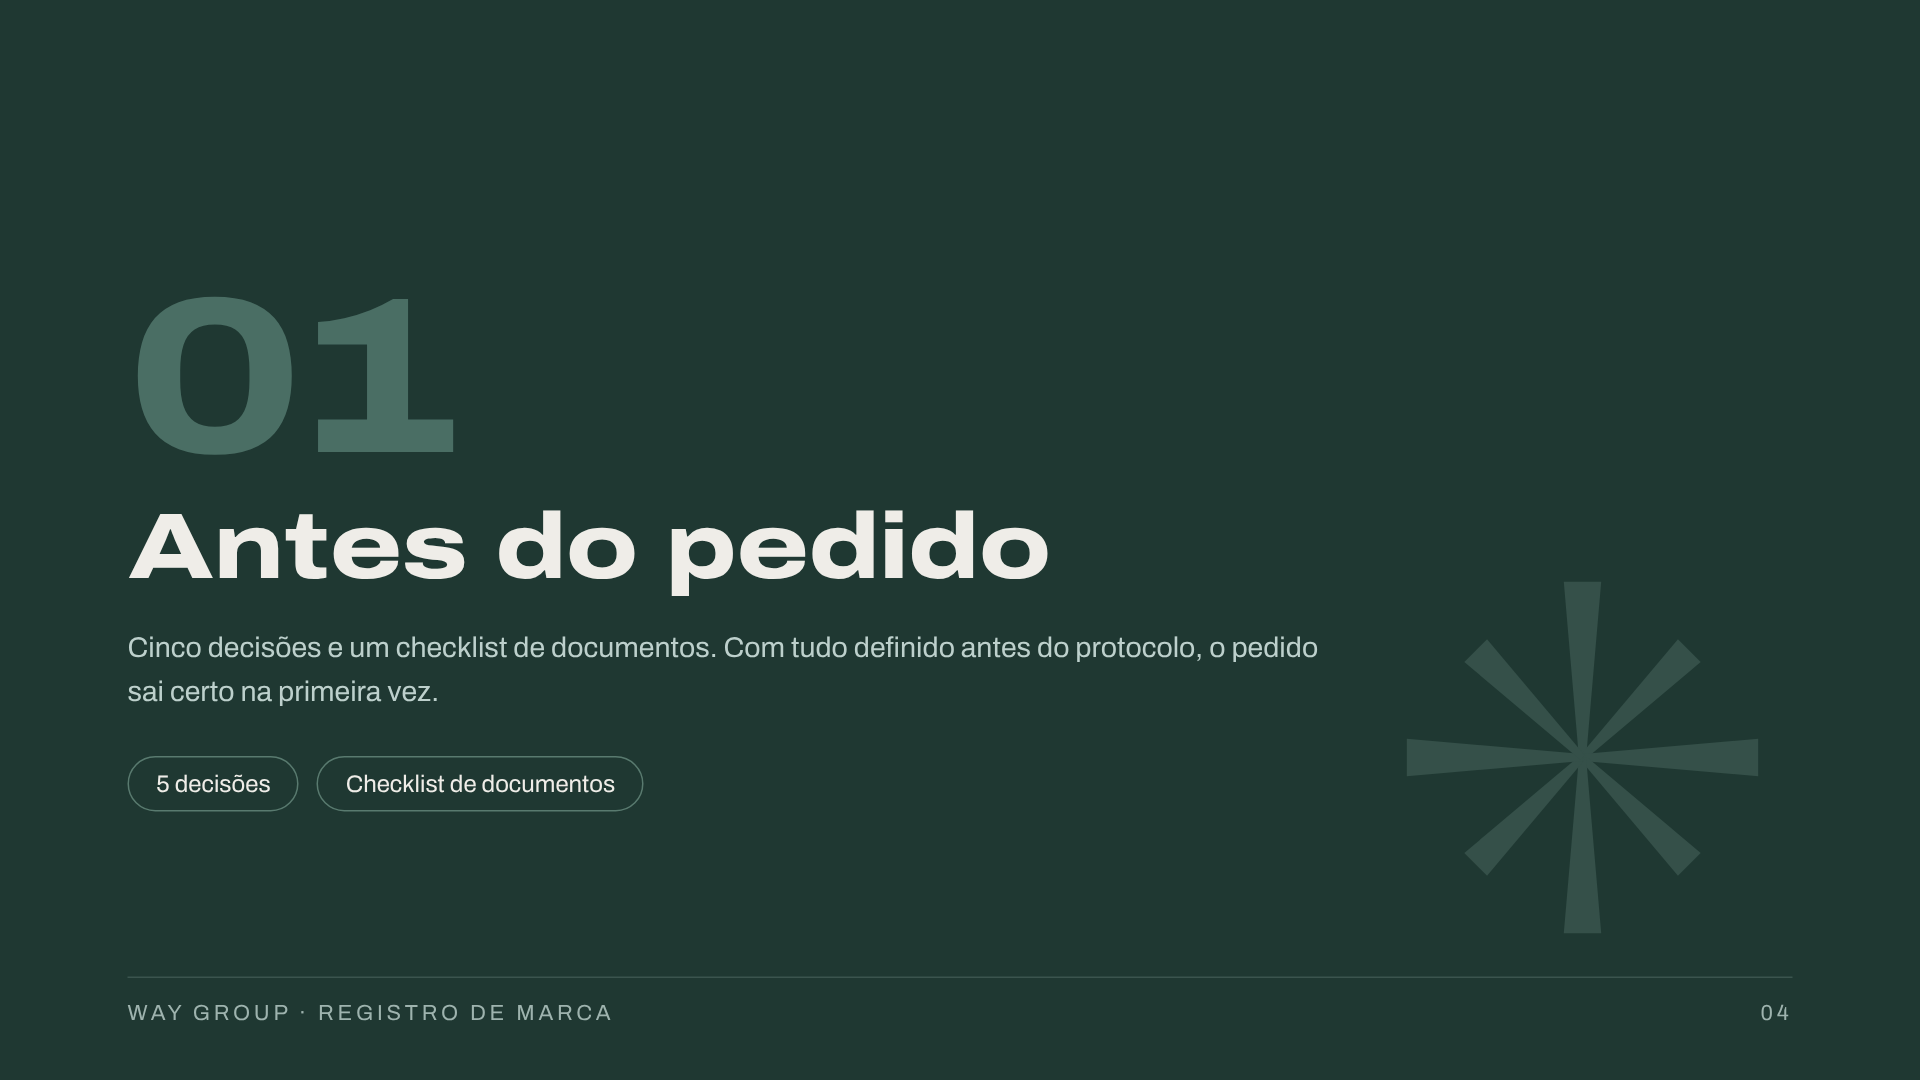 01
Antes do pedido
Cinco decisões e um checklist de documentos. Com tudo definido antes do protocolo, o pedido
sai certo na primeira vez.
5 decisões
Checklist de documentos
WAY GROUP · REGISTRO DE MARCA
04